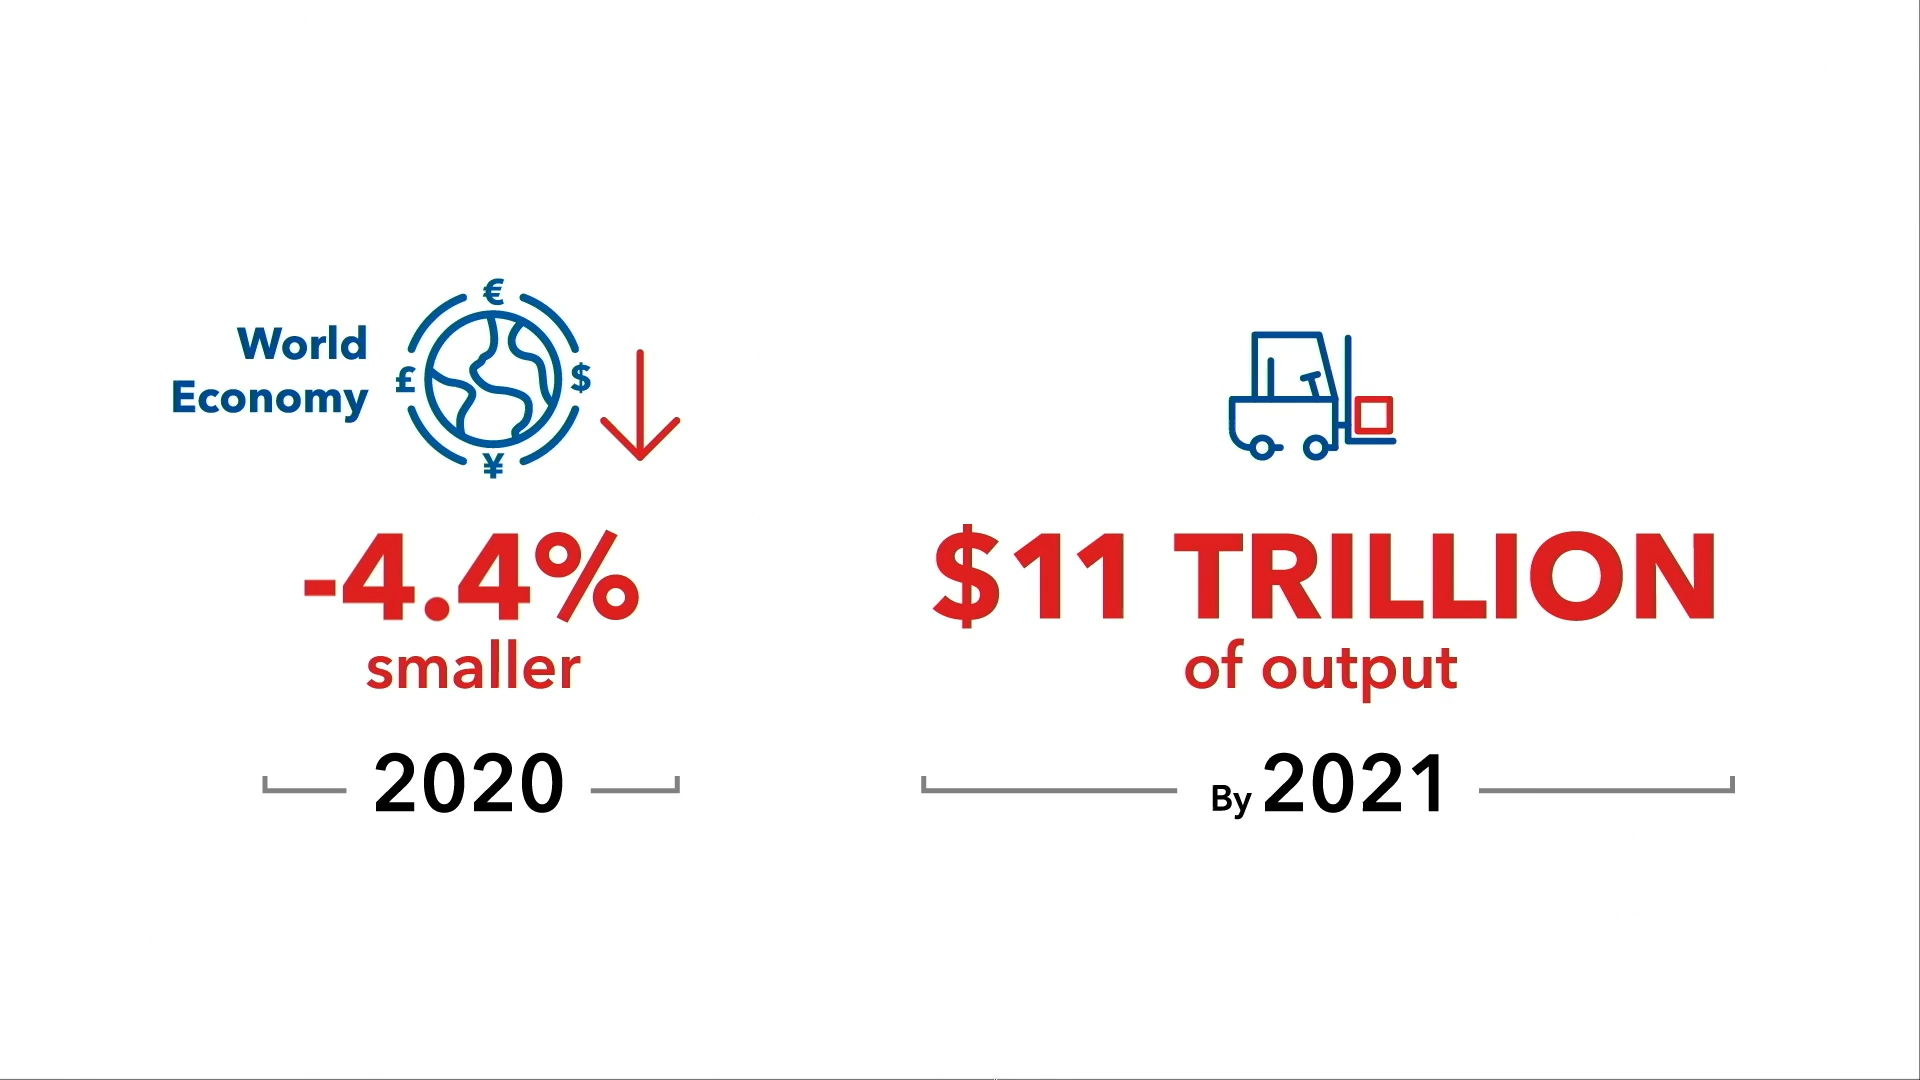 World
Economy
€
£
$
¥
-4.4%
smaller
2020
$11 TRILLION
of output
By 2021